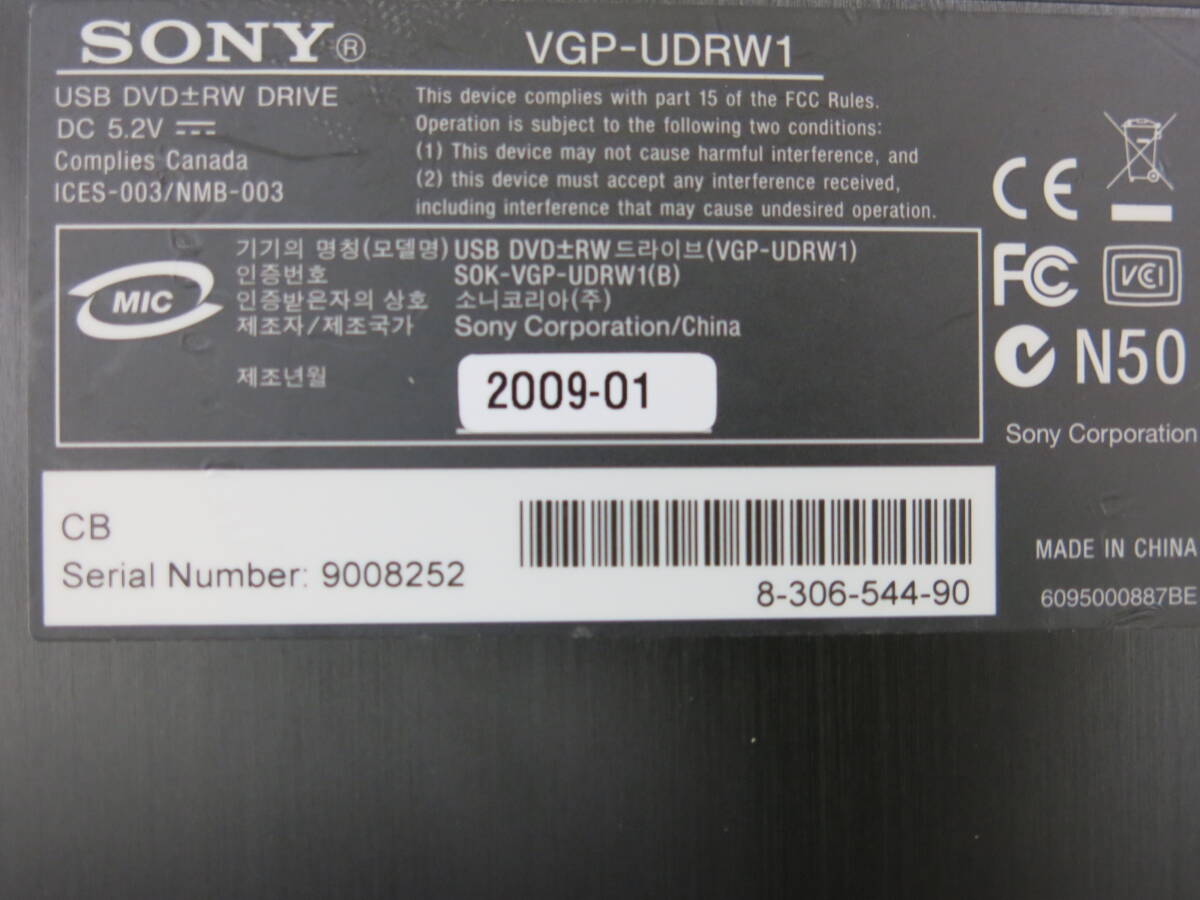 SONY®
VGP-UDRW1
USB DVD±RW DRIVE
DC 5.2V ⎓
Complies Canada
ICES-003/NMB-003
This device complies with part 15 of the FCC Rules.
Operation is subject to the following two conditions:
(1) This device may not cause harmful interference, and
(2) this device must accept any interference received,
including interference that may cause undesired operation.
CE
MIC
기기의 명칭(모델명) USB DVD±RW 드라이브(VGP-UDRW1)
인증번호 SOK-VGP-UDRW1(B)
인증받은자의 상호 소니코리아(주)
제조자/제조국가 Sony Corporation/China
제조년월 2009-01
FCC
VCI
N50
Sony Corporation
CB
Serial Number: 9008252
8-306-544-90
MADE IN CHINA
6095000887BE